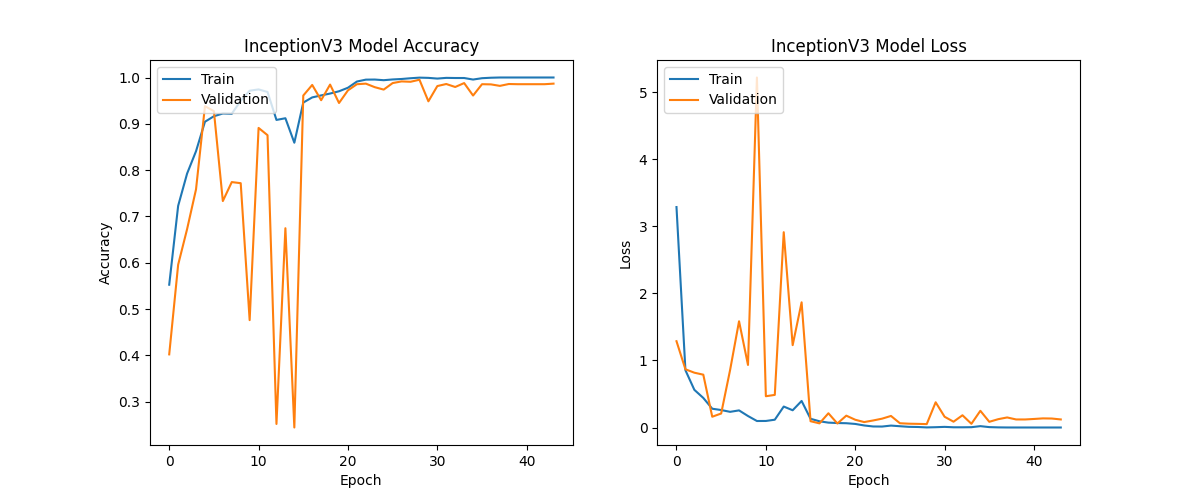 InceptionV3 Model Accuracy
Train
Validation
1.0
0.9
0.8
0.7
0.6
0.5
0.4
0.3
Accuracy
0 10 20 30 40
Epoch
InceptionV3 Model Loss
Train
Validation
5
4
3
2
1
0
Loss
0 10 20 30 40
Epoch